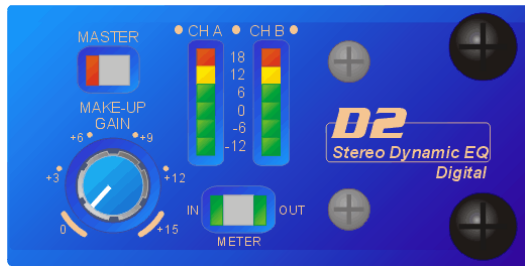 MASTER
CH A
CH B
18
12
6
0
-6
-12
MAKE-UP
GAIN
+6
+9
+3
+12
0
+15
IN
OUT
METER
D2
Stereo Dynamic EQ
Digital